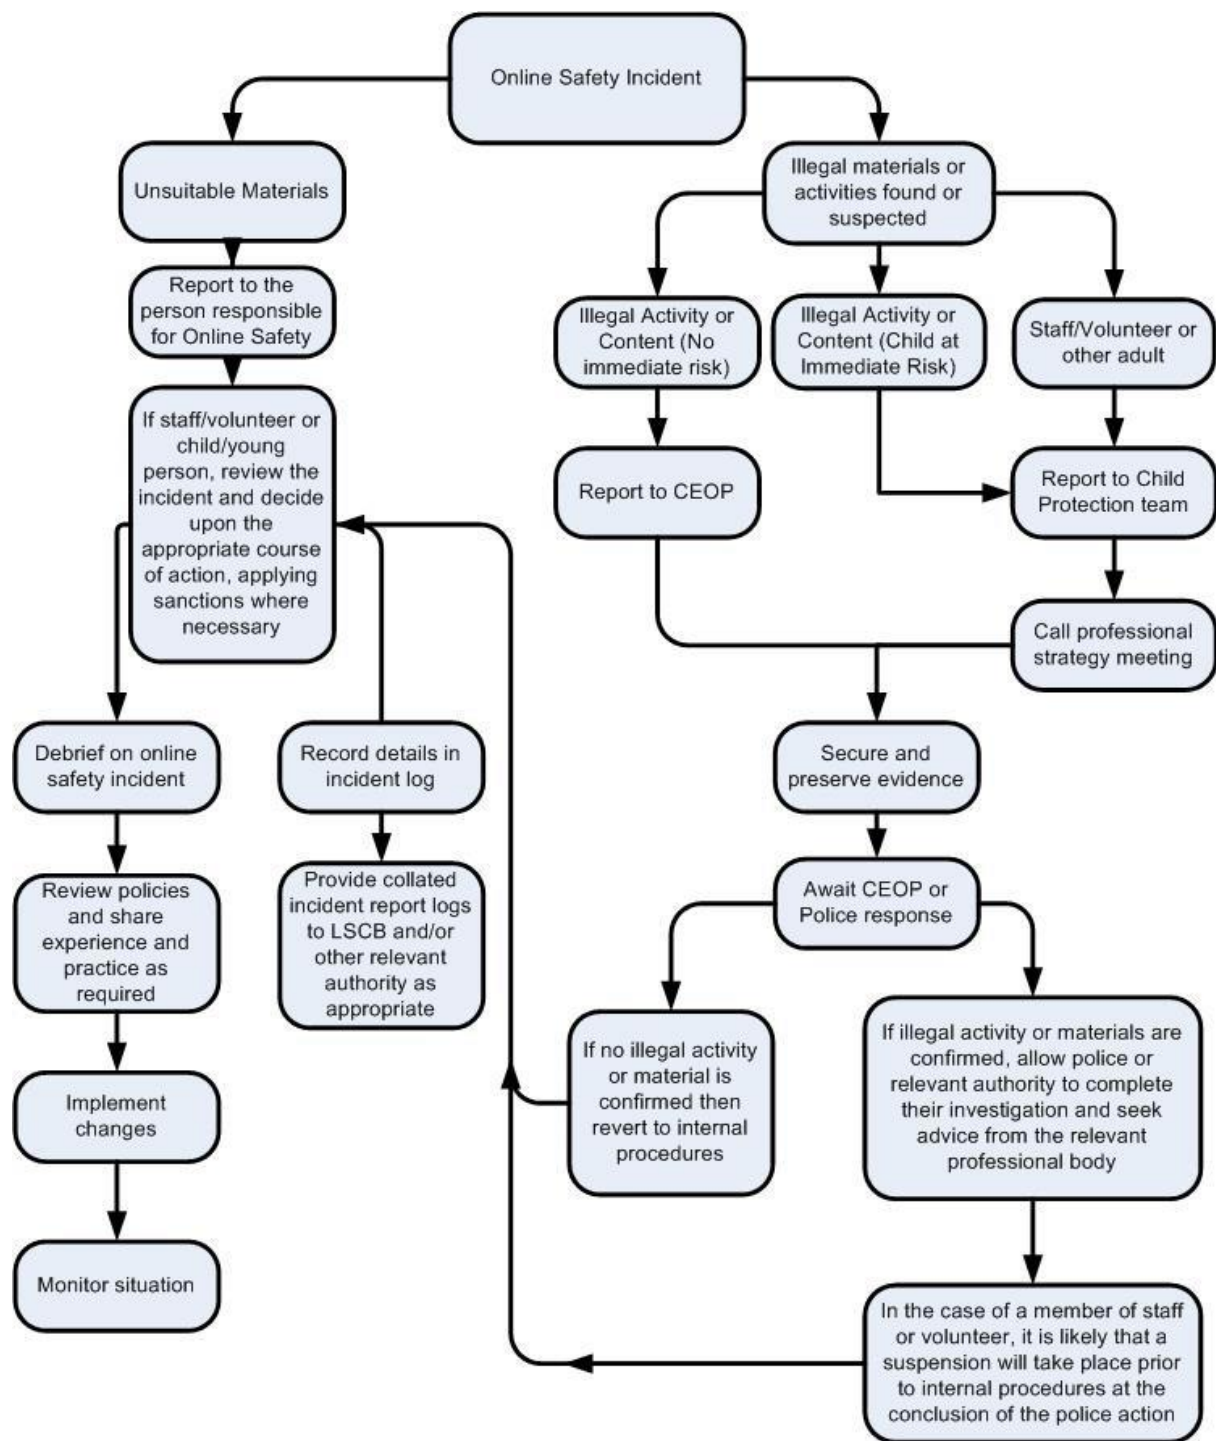 Online Safety Incident
Unsuitable Materials
Report to the
person responsible
for Online Safety
If staff/volunteer or
child/young
person, review the
incident and decide
upon the
appropriate course
of action, applying
sanctions where
necessary
Debrief on online
safety incident
Review policies
and share
experience and
practice as
required
Implement
changes
Monitor situation
Record details in
incident log
Provide collated
incident report logs
to LSCB and/or
other relevant
authority as
appropriate
Illegal materials or
activities found or
suspected
Illegal Activity or
Content (No
immediate risk)
Illegal Activity or
Content (Child at
Immediate Risk)
Staff/Volunteer or
other adult
Report to CEOP
Report to Child
Protection team
Call professional
strategy meeting
Secure and
preserve evidence
Await CEOP or
Police response
If no illegal activity
or material is
confirmed then
revert to internal
procedures
If illegal activity or materials are
confirmed, allow police or
relevant authority to complete
their investigation and seek
advice from the relevant
professional body
In the case of a member of staff
or volunteer, it is likely that a
suspension will take place prior
to internal procedures at the
conclusion of the police action